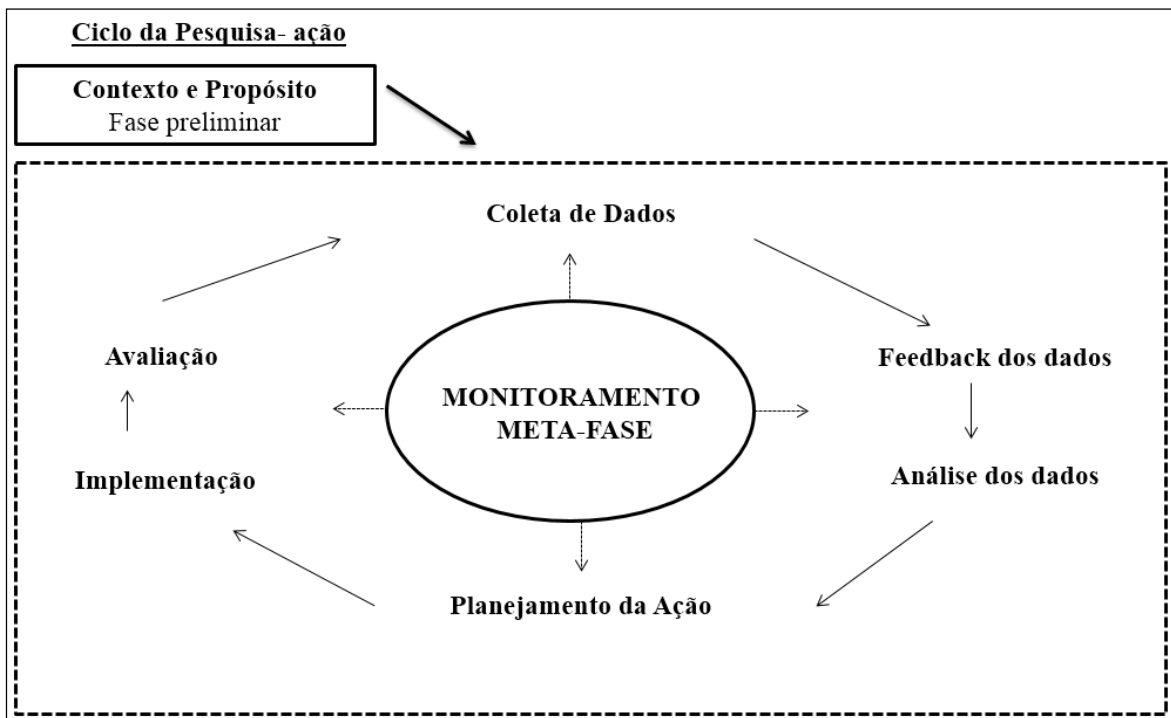 Ciclo da Pesquisa- ação
Contexto e Propósito
Fase preliminar
Coleta de Dados
Avaliação
Feedback dos dados
MONITORAMENTO
META-FASE
Implementação
Análise dos dados
Planejamento da Ação